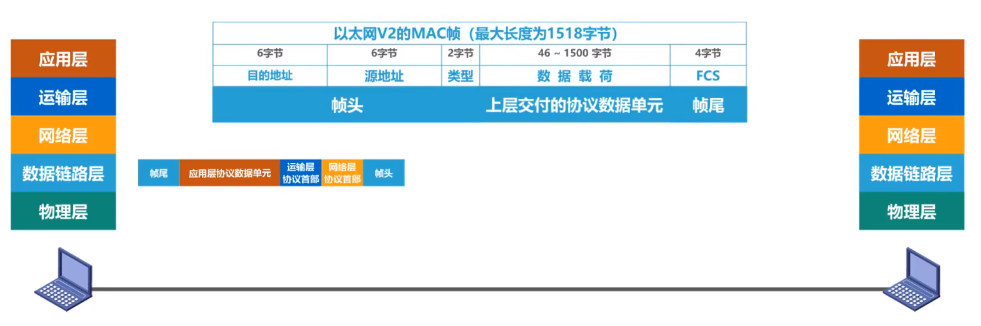 以太网V2的MAC帧（最大长度为1518字节）
6字节 6字节 2字节 46 ~ 1500 字节 4字节
目的地址 源地址 类型 数 据 载 荷 FCS
帧头 上层交付的协议数据单元 帧尾
应用层
运输层
网络层
数据链路层
物理层
帧尾 应用层协议数据单元 运输层 网络层 帧头
协议首部 协议首部
应用层
运输层
网络层
数据链路层
物理层